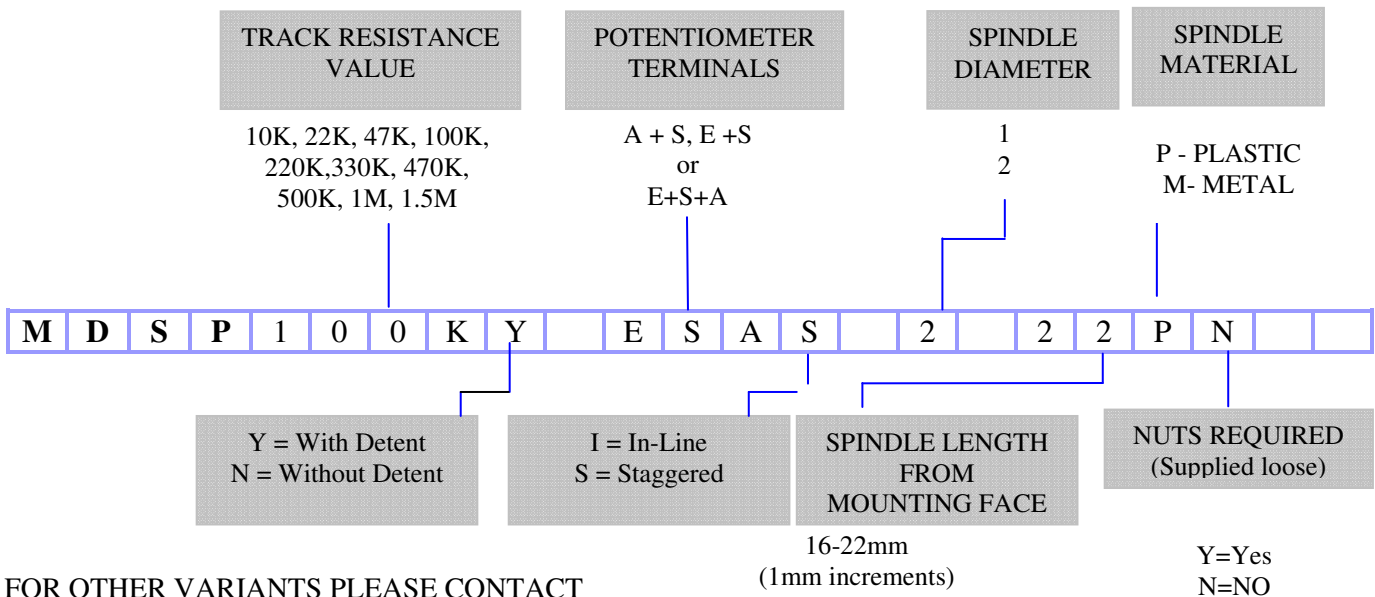 TRACK RESISTANCE
VALUE
10K, 22K, 47K, 100K,
220K,330K, 470K,
500K, 1M, 1.5M
POTENTIOMETER
TERMINALS
A + S, E +S
or
E+S+A
SPINDLE
DIAMETER
1
2
SPINDLE
MATERIAL
P - PLASTIC
M- METAL
M D S P 1 0 0 K Y E S A S 2 2 2 P N
Y = With Detent
N = Without Detent
I = In-Line
S = Staggered
SPINDLE LENGTH
FROM
MOUNTING FACE
16-22mm
(1mm increments)
NUTS REQUIRED
(Supplied loose)
Y=Yes
N=NO
FOR OTHER VARIANTS PLEASE CONTACT